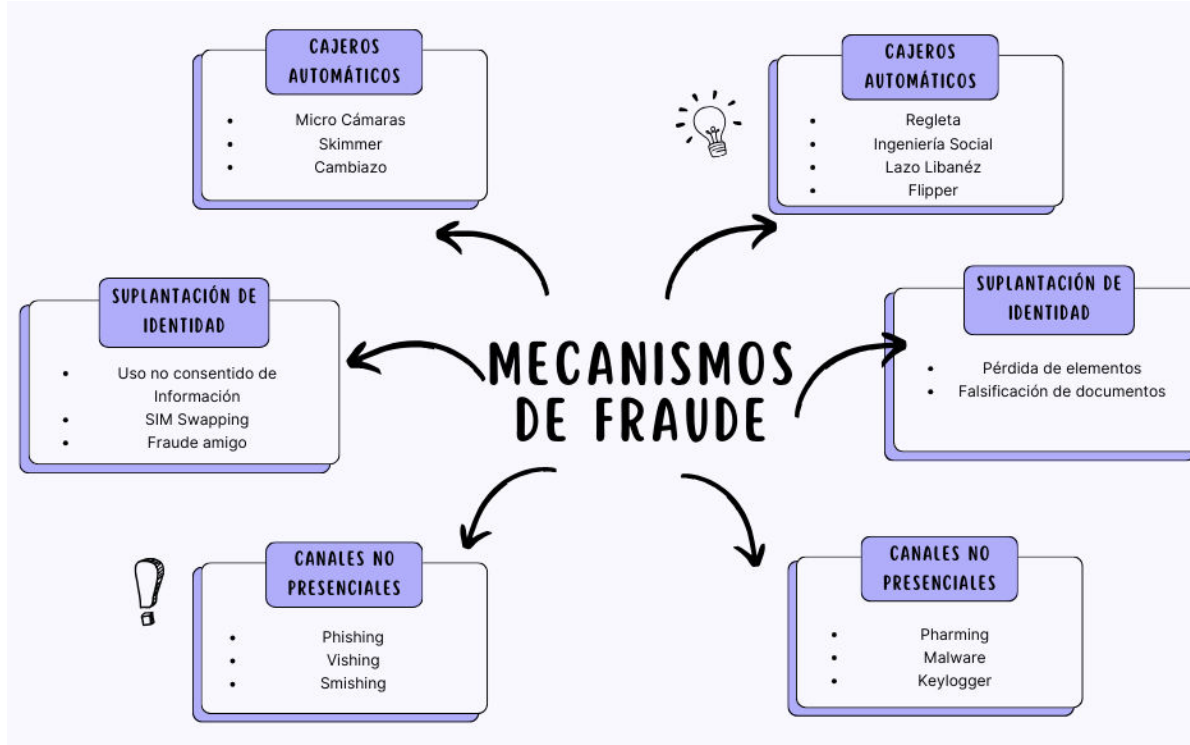 CAJEROS
AUTOMÁTICOS
• Micro Cámaras
• Skimmer
• Cambiazo
CAJEROS
AUTOMÁTICOS
• Regleta
• Ingeniería Social
• Lazo Libanéz
• Flipper
SUPLANTACIÓN DE
IDENTIDAD
• Uso no consentido de
Información
• SIM Swapping
• Fraude amigo
MECANISMOS
DE FRAUDE
SUPLANTACIÓN DE
IDENTIDAD
• Pérdida de elementos
• Falsificación de documentos
CANALES NO
PRESENCIALES
• Phishing
• Vishing
• Smishing
CANALES NO
PRESENCIALES
• Pharming
• Malware
• Keylogger